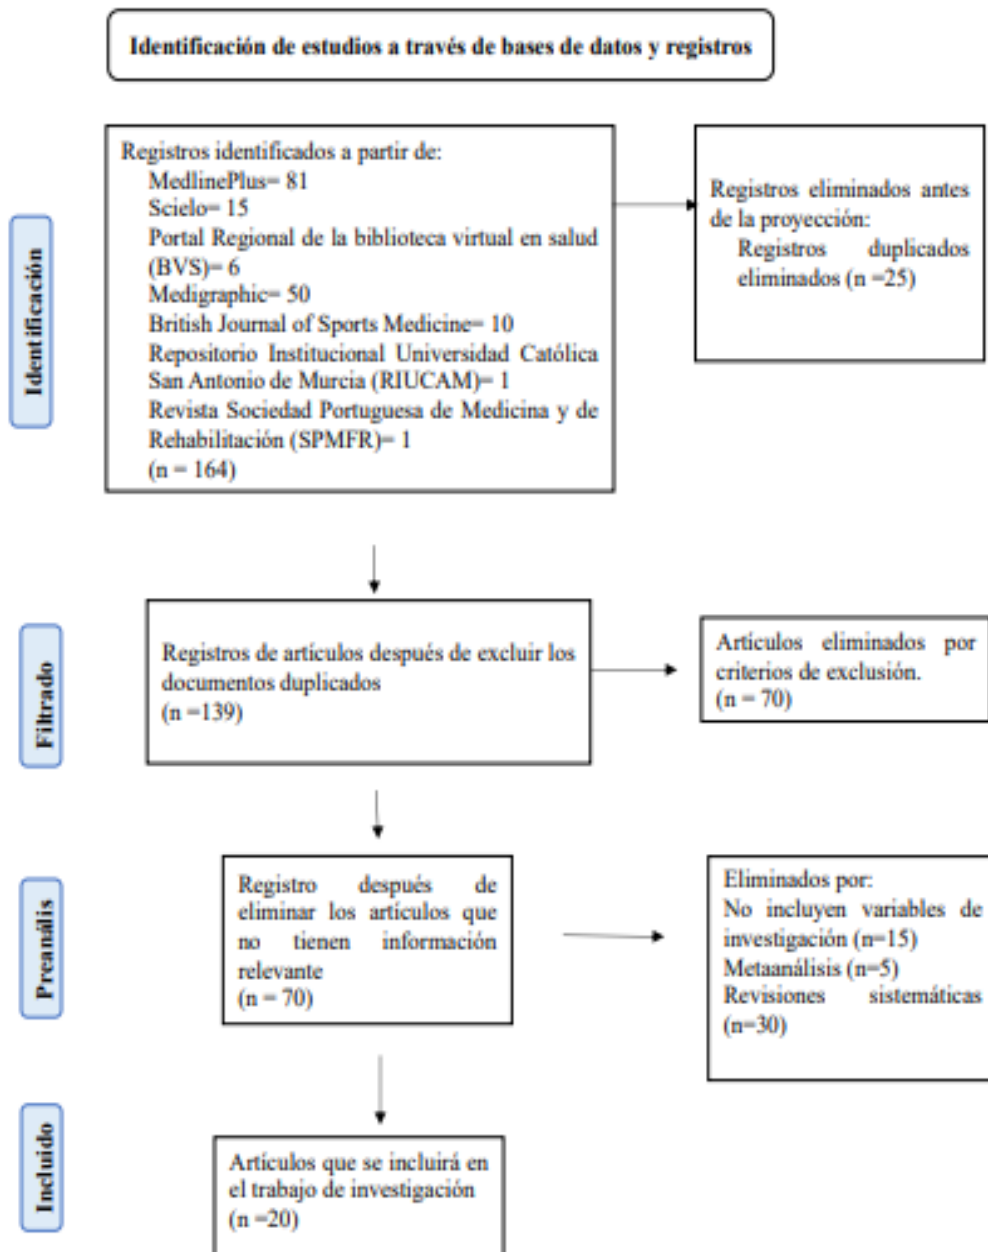 Identificación de estudios a través de bases de datos y registros
Identificación
Registros identificados a partir de:
MedlinePlus= 81
Scielo= 15
Portal Regional de la biblioteca virtual en salud
(BVS)= 6
Medigraphic= 50
British Journal of Sports Medicine= 10
Repositorio Institucional Universidad Católica
San Antonio de Murcia (RIUCAM)= 1
Revista Sociedad Portuguesa de Medicina y de
Rehabilitación (SPMFR)= 1
(n = 164)
Registros eliminados antes
de la proyección:
Registros duplicados
eliminados (n =25)
Filtrado
Registros de artículos después de excluir los
documentos duplicados
(n =139)
Artículos eliminados por
criterios de exclusión.
(n = 70)
Preanális
Registro después de
eliminar los artículos que
no tienen información
relevante
(n = 70)
Eliminados por:
No incluyen variables de
investigación (n=15)
Metaanálisis (n=5)
Revisiones sistemáticas
(n=30)
Incluido
Artículos que se incluirá en
el trabajo de investigación
(n =20)